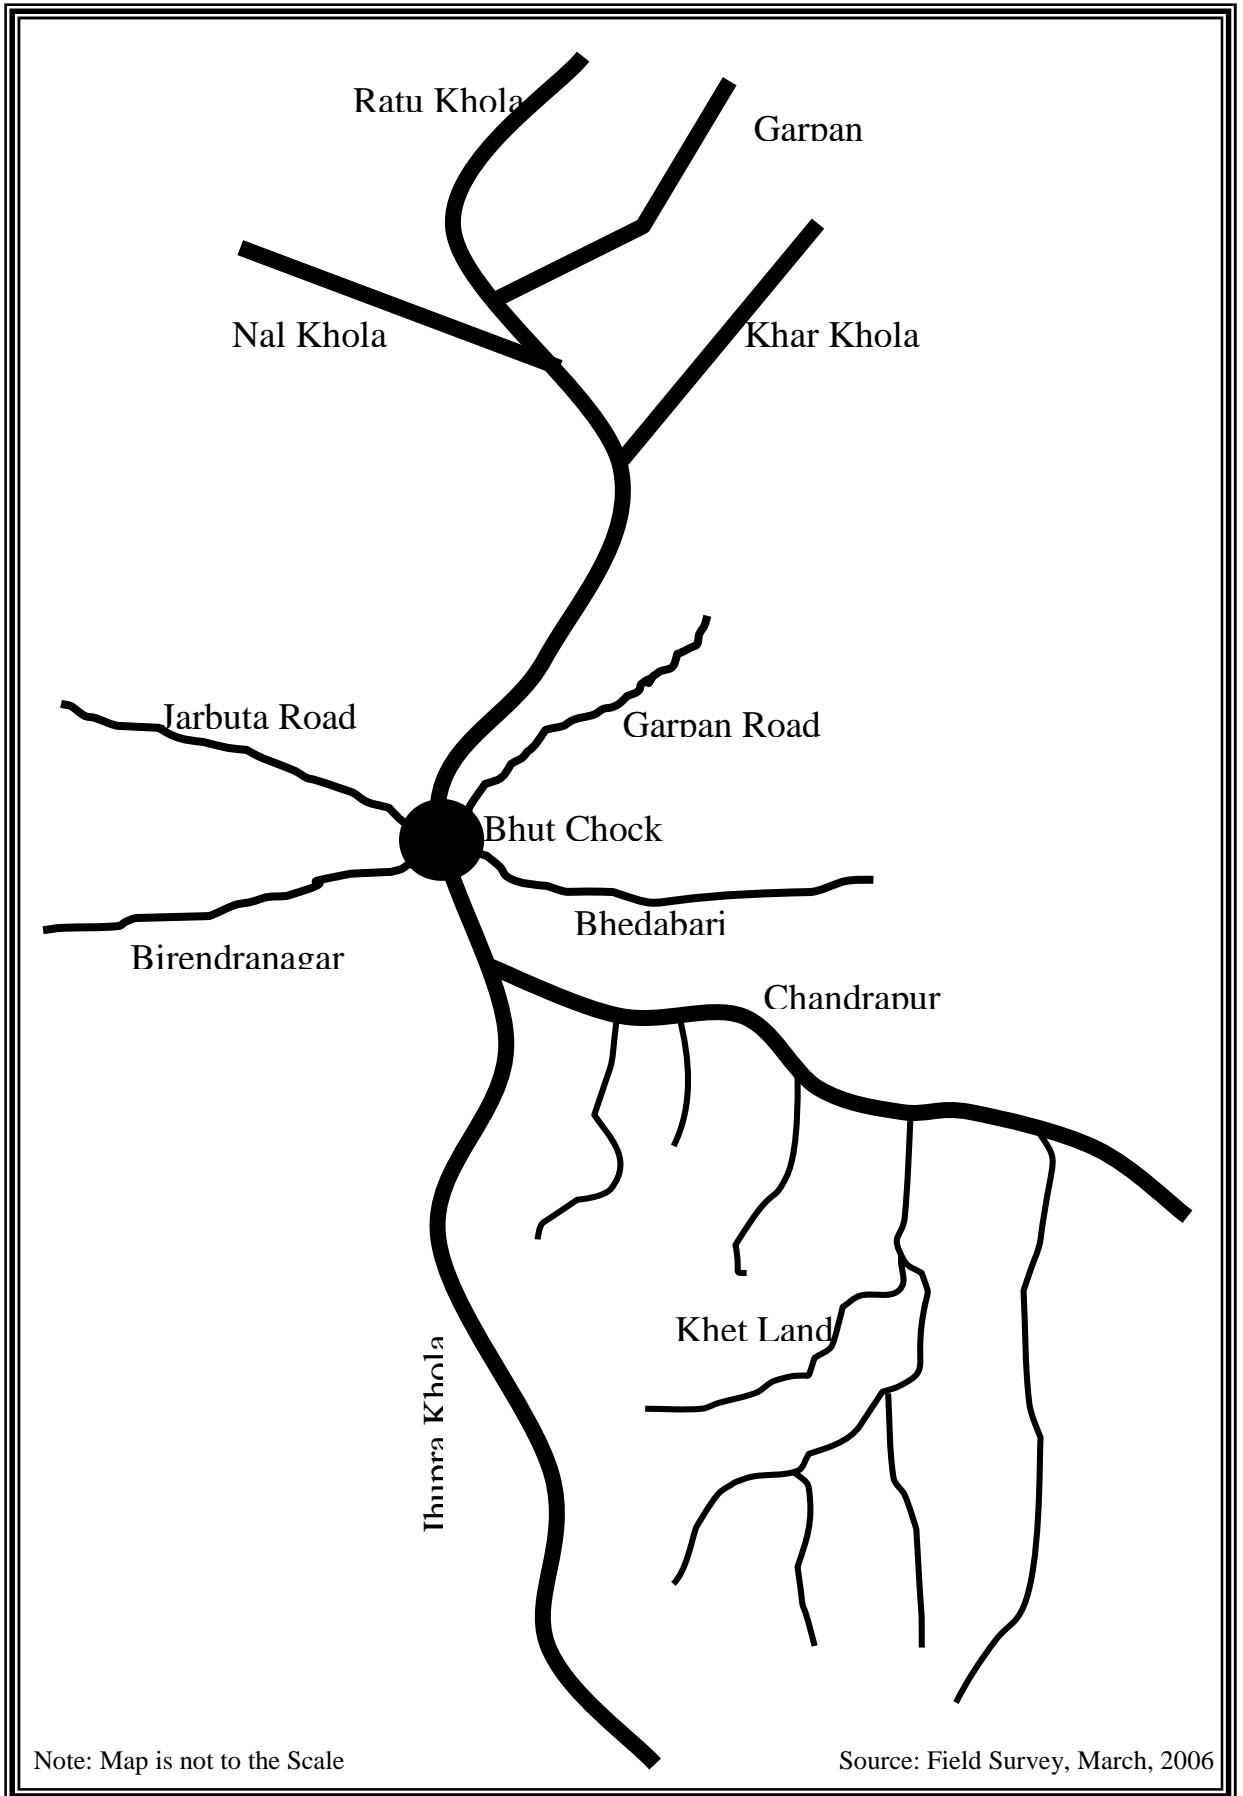 Ratu Khola
Garpan
Nal Khola
Khar Khola
Jarbuta Road
Garpan Road
Bhut Chock
Bhedabari
Birendranagar
Chandrapur
Khet Land
Jhupra Khola
Note: Map is not to the Scale
Source: Field Survey, March, 2006